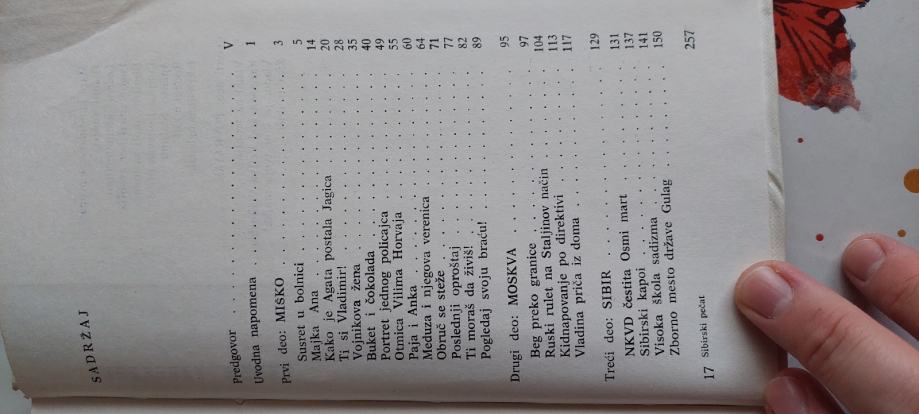 SADRŽAJ
Predgovor . . . . . . . . . . . . V
Uvodna napomena . . . . . . . . . . 1
Prvi deo: MIŠKO . . . . . . . . . . 3
Susret u bolnici . . . . . . . . . . 5
Majka Ana . . . . . . . . . . . 14
Kako je Agata postala Jagica . . . . . . 20
Ti si Vladimir! . . . . . . . . . . 28
Vojnikova žena . . . . . . . . . . 35
Buket i čokolada . . . . . . . . . . 40
Portret jednog policajca . . . . . . . . 49
Otmica Vilima Horvaja . . . . . . . . 55
Paja i Anka . . . . . . . . . . . 60
Meduza i njegova verenica . . . . . . . 64
Obruč se steže . . . . . . . . . . 71
Poslednji oproštaj . . . . . . . . . 77
Ti moraš da živiš! . . . . . . . . . 82
Pogledaj svoju braću! . . . . . . . . 89
Drugi deo: MOSKVA . . . . . . . . . 95
Beg preko granice . . . . . . . . . 97
Ruski rulet na Staljinov način . . . . . . 104
Kidnapovanje po direktivi . . . . . . . 113
Vladina priča iz doma . . . . . . . . 117
Treći deo: SIBIR . . . . . . . . . . 129
NKVD čestita Osmi mart . . . . . . . 131
Sibirski kapoi . . . . . . . . . . 137
Visoka škola sadizma . . . . . . . . 141
Zborno mesto države Gulag . . . . . . 150
17 Sibirski pečat 257